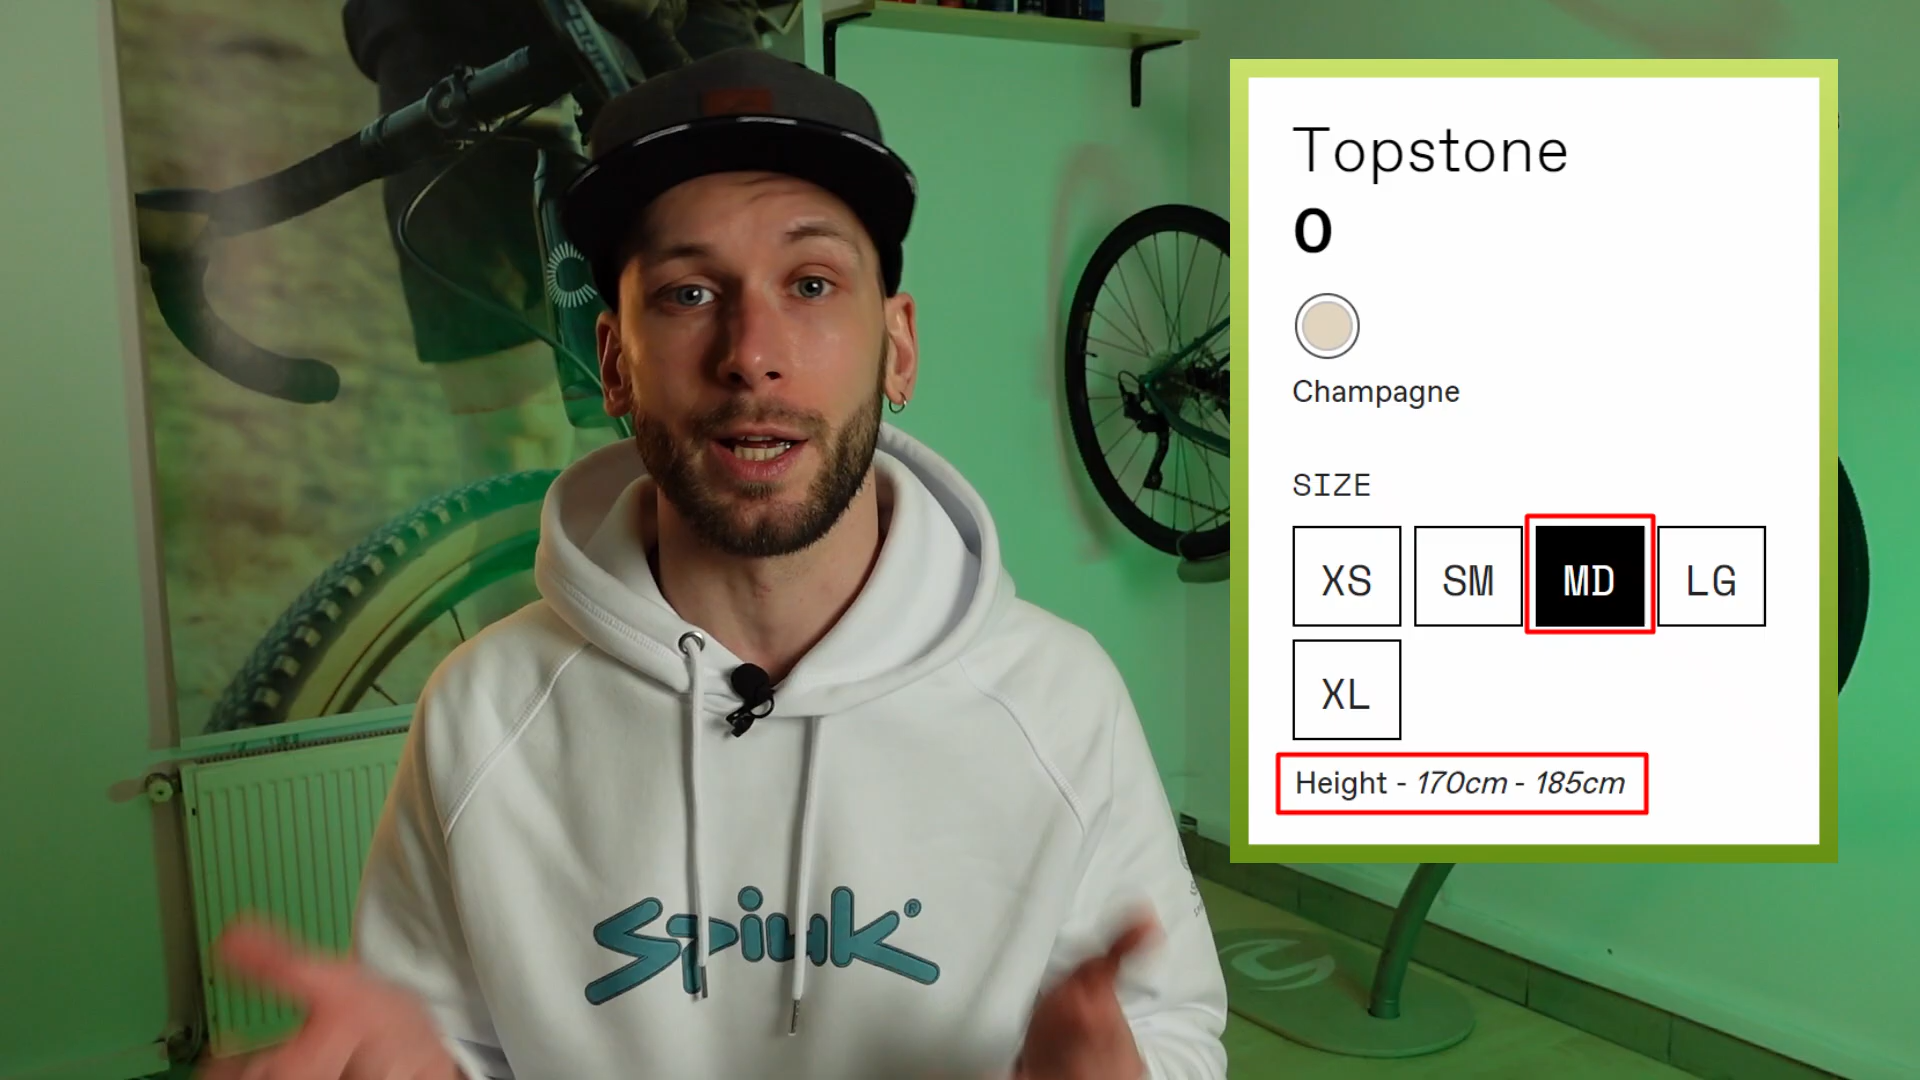 Topstone
0
Champagne
SIZE
XS SM MD LG
XL
Height - 170cm - 185cm
Spiuk®